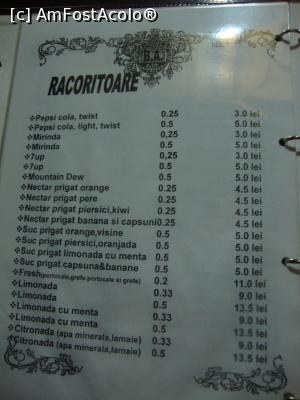 [c] AmFostAcolo®
B.A.
RACORITOARE
❖Pepsi cola, twist 0.25 3.0 lei
❖Pepsi cola, light, twist 0.5 5.0 lei
❖Mirinda 0.25 3.0 lei
❖Mirinda 0.5 5.0 lei
❖7up 0,25 3.0 lei
❖7up 0.5 5.0 lei
❖Mountain Dew 0.5 5.0 lei
❖Nectar prigat orange 0.25 4.5 lei
❖Nectar prigat pere 0.25 4.5 lei
❖Nectar prigat piersici,kiwi 0.25 4.5 lei
❖Nectar prigat banana si capsuni 0.25 4.5 lei
❖Suc prigat orange,visine 0.5 5.0 lei
❖Suc prigat piersici,oranjada 0.5 5.0 lei
❖Suc prigat limonada cu menta 0.5 5.0 lei
❖Suc prigat capsuna&banane 0.5 5.0 lei
❖Fresh(portocale,grefe,portocale si grefe) 0.2 11.0 lei
❖Limonada 0.33 9.0 lei
❖Limonada 0.5 13.5 lei
❖Limonada cu menta 0.33 9.0 lei
❖Limonada cu menta 0.5 13.5 lei
❖Citronada (apa minerala,lamaie) 0.33 9.0 lei
❖Citronada (apa minerala,lamaie) 0.5 13.5 lei